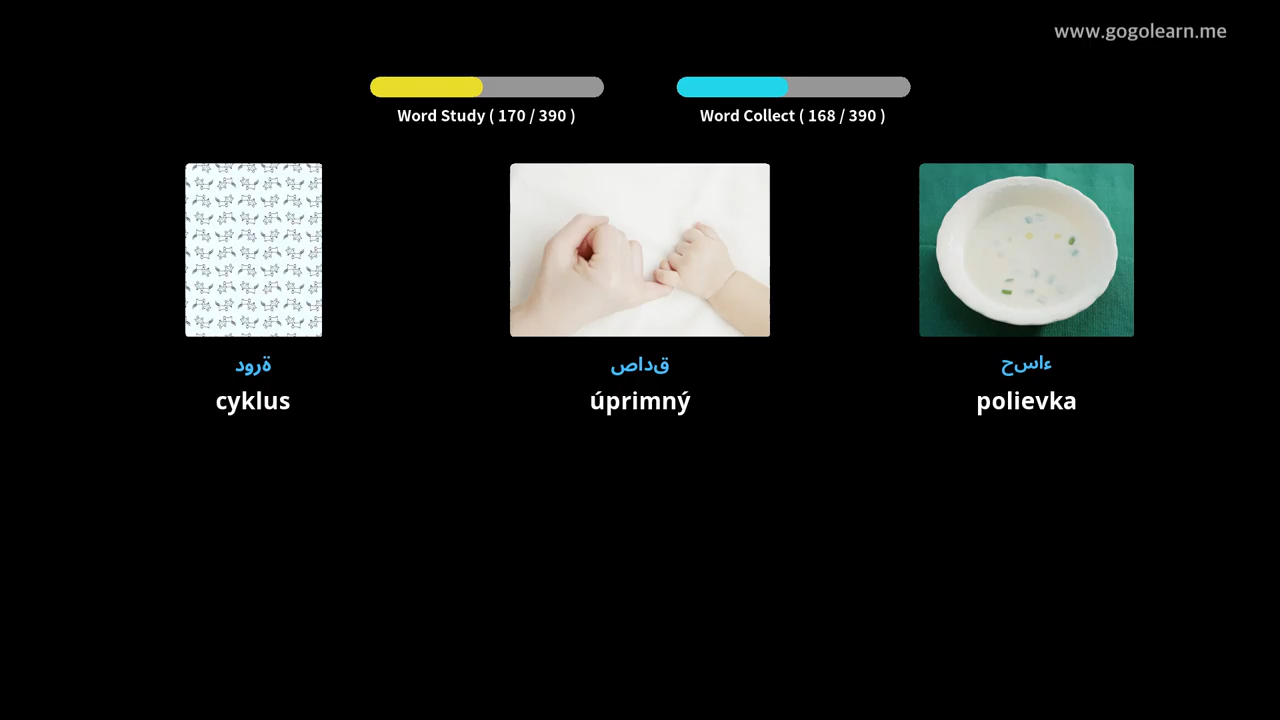 www.gogolearn.me
Word Study ( 170 / 390 )
Word Collect ( 168 / 390 )
ةرود
cyklus
قداص
úprimný
ءاسح
polievka